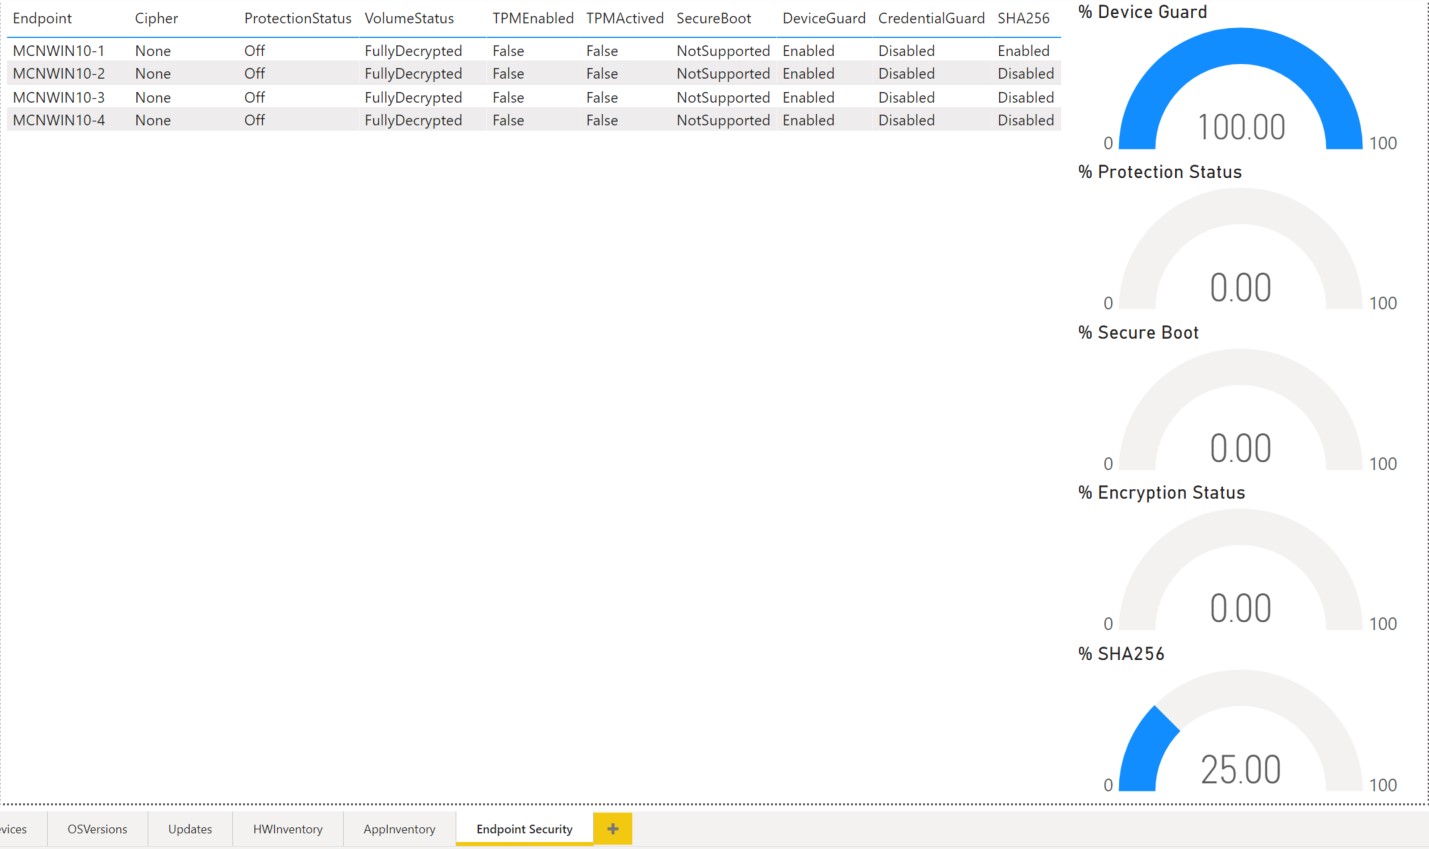 Endpoint Cipher ProtectionStatus VolumeStatus TPMEnabled TPMActived SecureBoot DeviceGuard CredentialGuard SHA256
MCNWIN10-1 None Off FullyDecrypted False False NotSupported Enabled Disabled Enabled
MCNWIN10-2 None Off FullyDecrypted False False NotSupported Enabled Disabled Disabled
MCNWIN10-3 None Off FullyDecrypted False False NotSupported Enabled Disabled Disabled
MCNWIN10-4 None Off FullyDecrypted False False NotSupported Enabled Disabled Disabled
% Device Guard
100.00
0 100
% Protection Status
0.00
0 100
% Secure Boot
0.00
0 100
% Encryption Status
0.00
0 100
% SHA256
25.00
0 100
evices OSVersions Updates HWInventory AppInventory Endpoint Security +